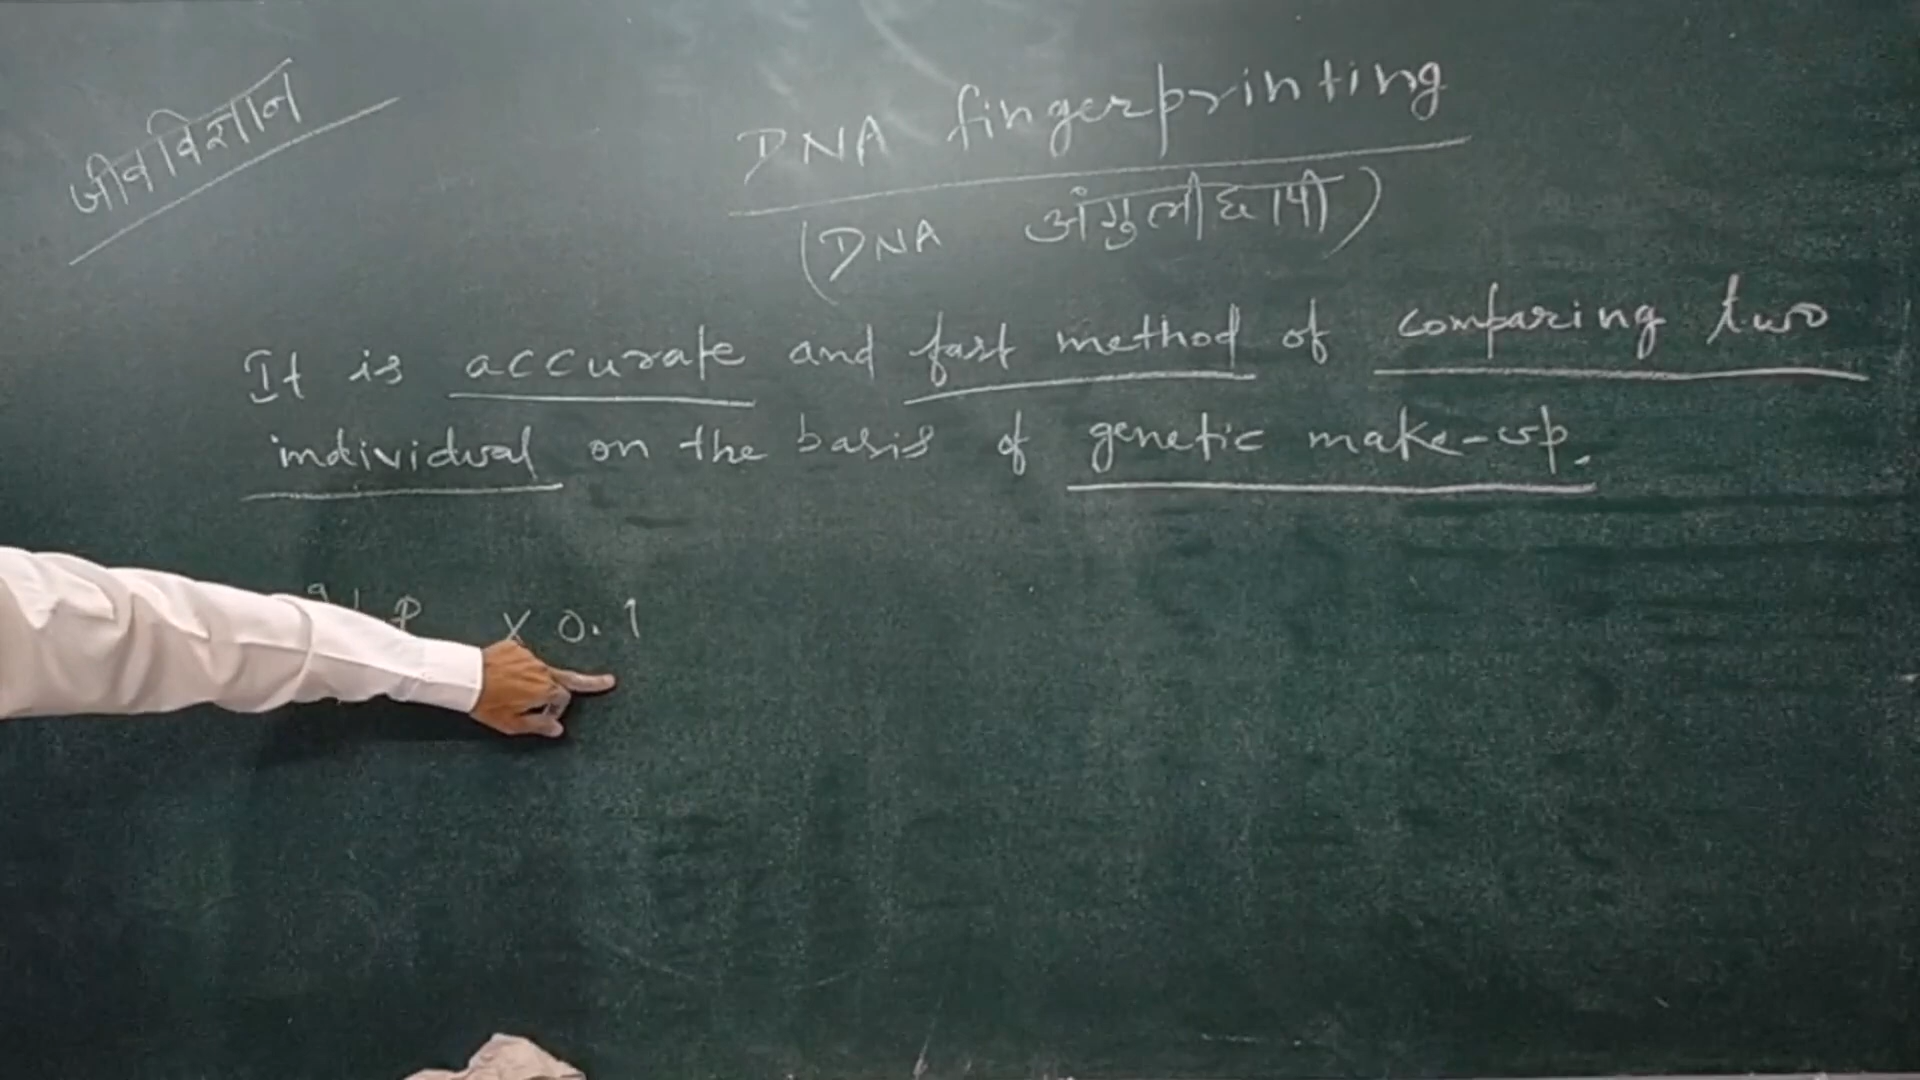 जीव विज्ञान
DNA fingerprinting
(DNA अंगुलीछापी)
It is accurate and fast method of comparing two
individual on the basis of genetic make-up.
x 0.1